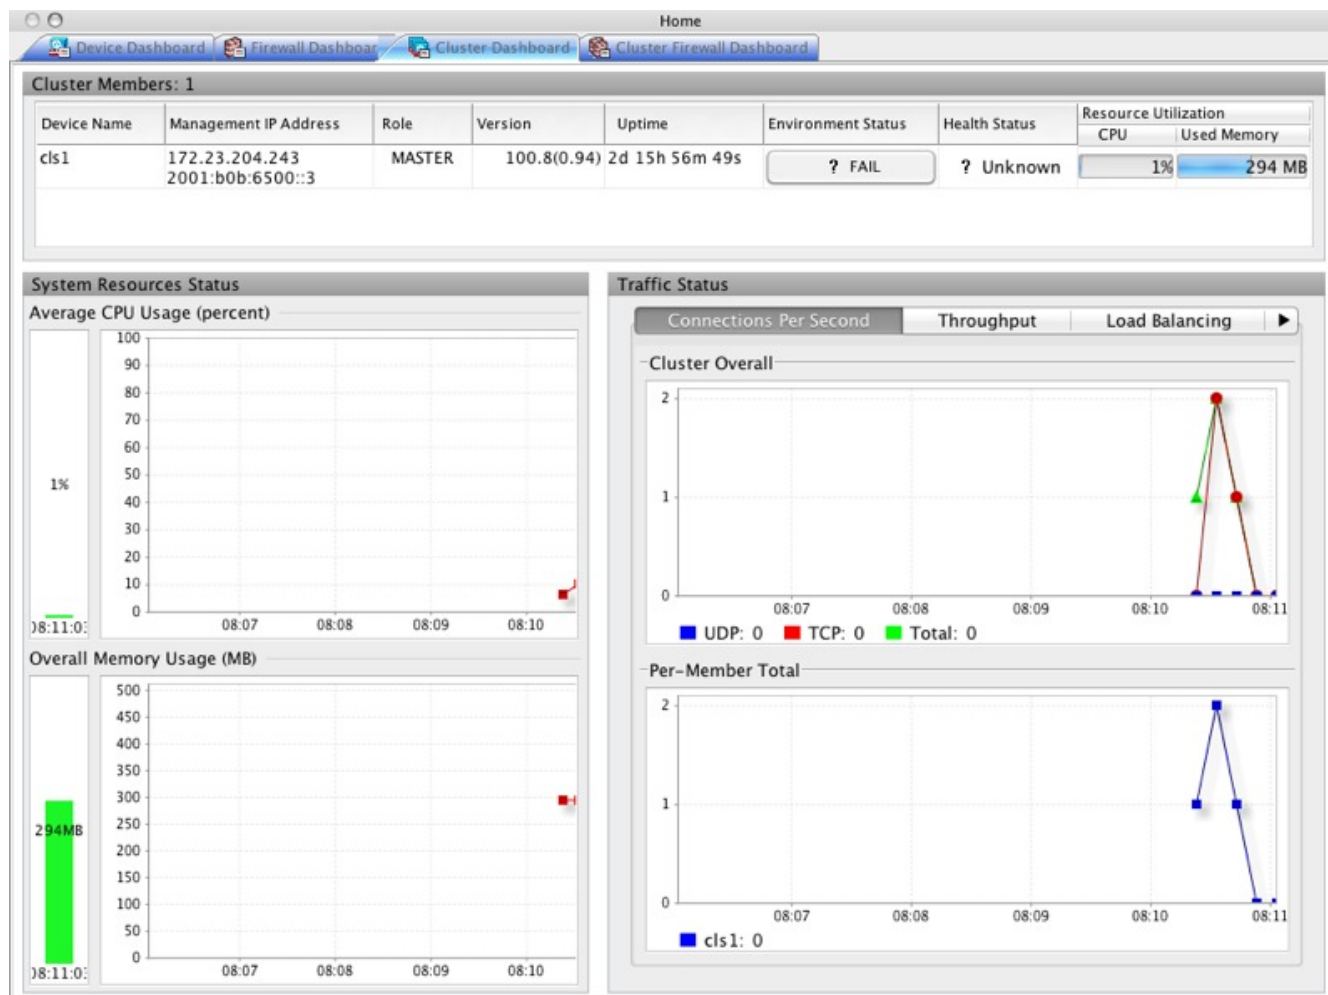 Home
Device Dashboard Firewall Dashboar Cluster Dashboard Cluster Firewall Dashboard
Cluster Members: 1
Device Name Management IP Address Role Version Uptime Environment Status Health Status Resource Utilization
CPU Used Memory
cls1 172.23.204.243 MASTER 100.8(0.94) 2d 15h 56m 49s ? FAIL ? Unknown 1% 294 MB
2001:b0b:6500::3
System Resources Status
Average CPU Usage (percent)
1%
08:11:03
100
90
80
70
60
50
40
30
20
10
0
08:07 08:08 08:09 08:10
Overall Memory Usage (MB)
294MB
08:11:03
500
450
400
350
300
250
200
150
100
50
0
08:07 08:08 08:09 08:10
Traffic Status
Connections Per Second Throughput Load Balancing
Cluster Overall
2
1
0
08:07 08:08 08:09 08:10 08:11
UDP: 0 TCP: 0 Total: 0
Per-Member Total
2
1
0
08:07 08:08 08:09 08:10 08:11
cls1: 0